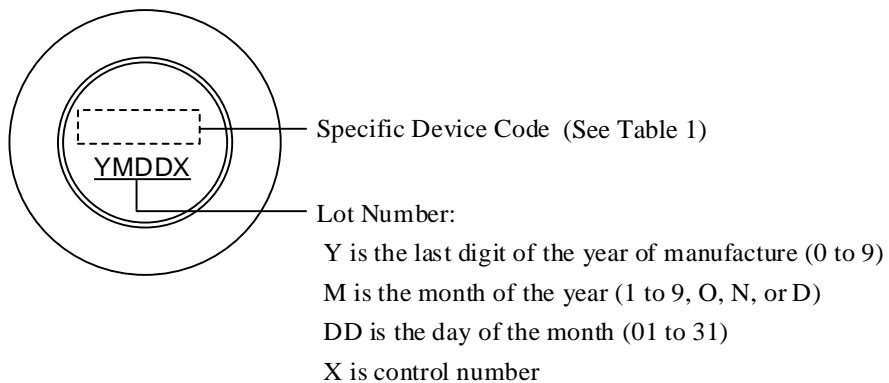 Specific Device Code (See Table 1)
YMDDX
Lot Number:
Y is the last digit of the year of manufacture (0 to 9)
M is the month of the year (1 to 9, O, N, or D)
DD is the day of the month (01 to 31)
X is control number